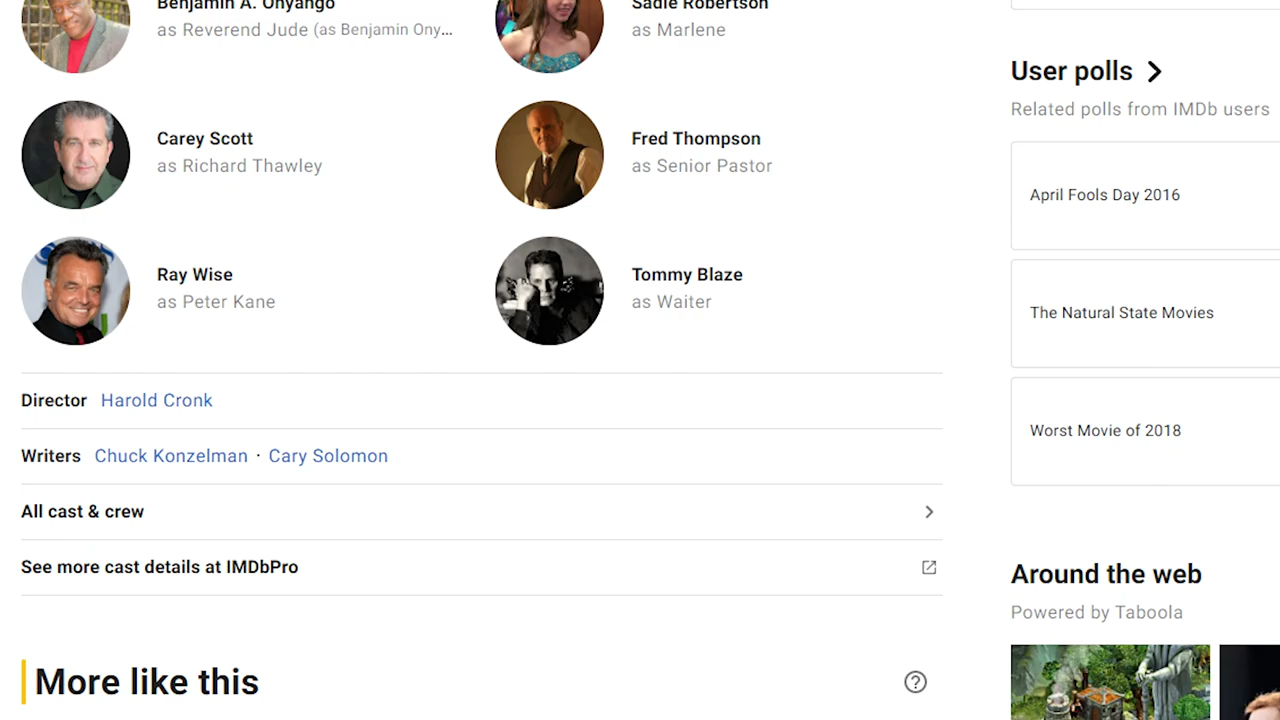 Benjamin A. Onyango
as Reverend Jude (as Benjamin Ony...
Sadie Robertson
as Marlene
Carey Scott
as Richard Thawley
Fred Thompson
as Senior Pastor
Ray Wise
as Peter Kane
Tommy Blaze
as Waiter
Director Harold Cronk
Writers Chuck Konzelman · Cary Solomon
All cast & crew
See more cast details at IMDbPro
More like this
User polls
Related polls from IMDb users
April Fools Day 2016
The Natural State Movies
Worst Movie of 2018
Around the web
Powered by Taboola